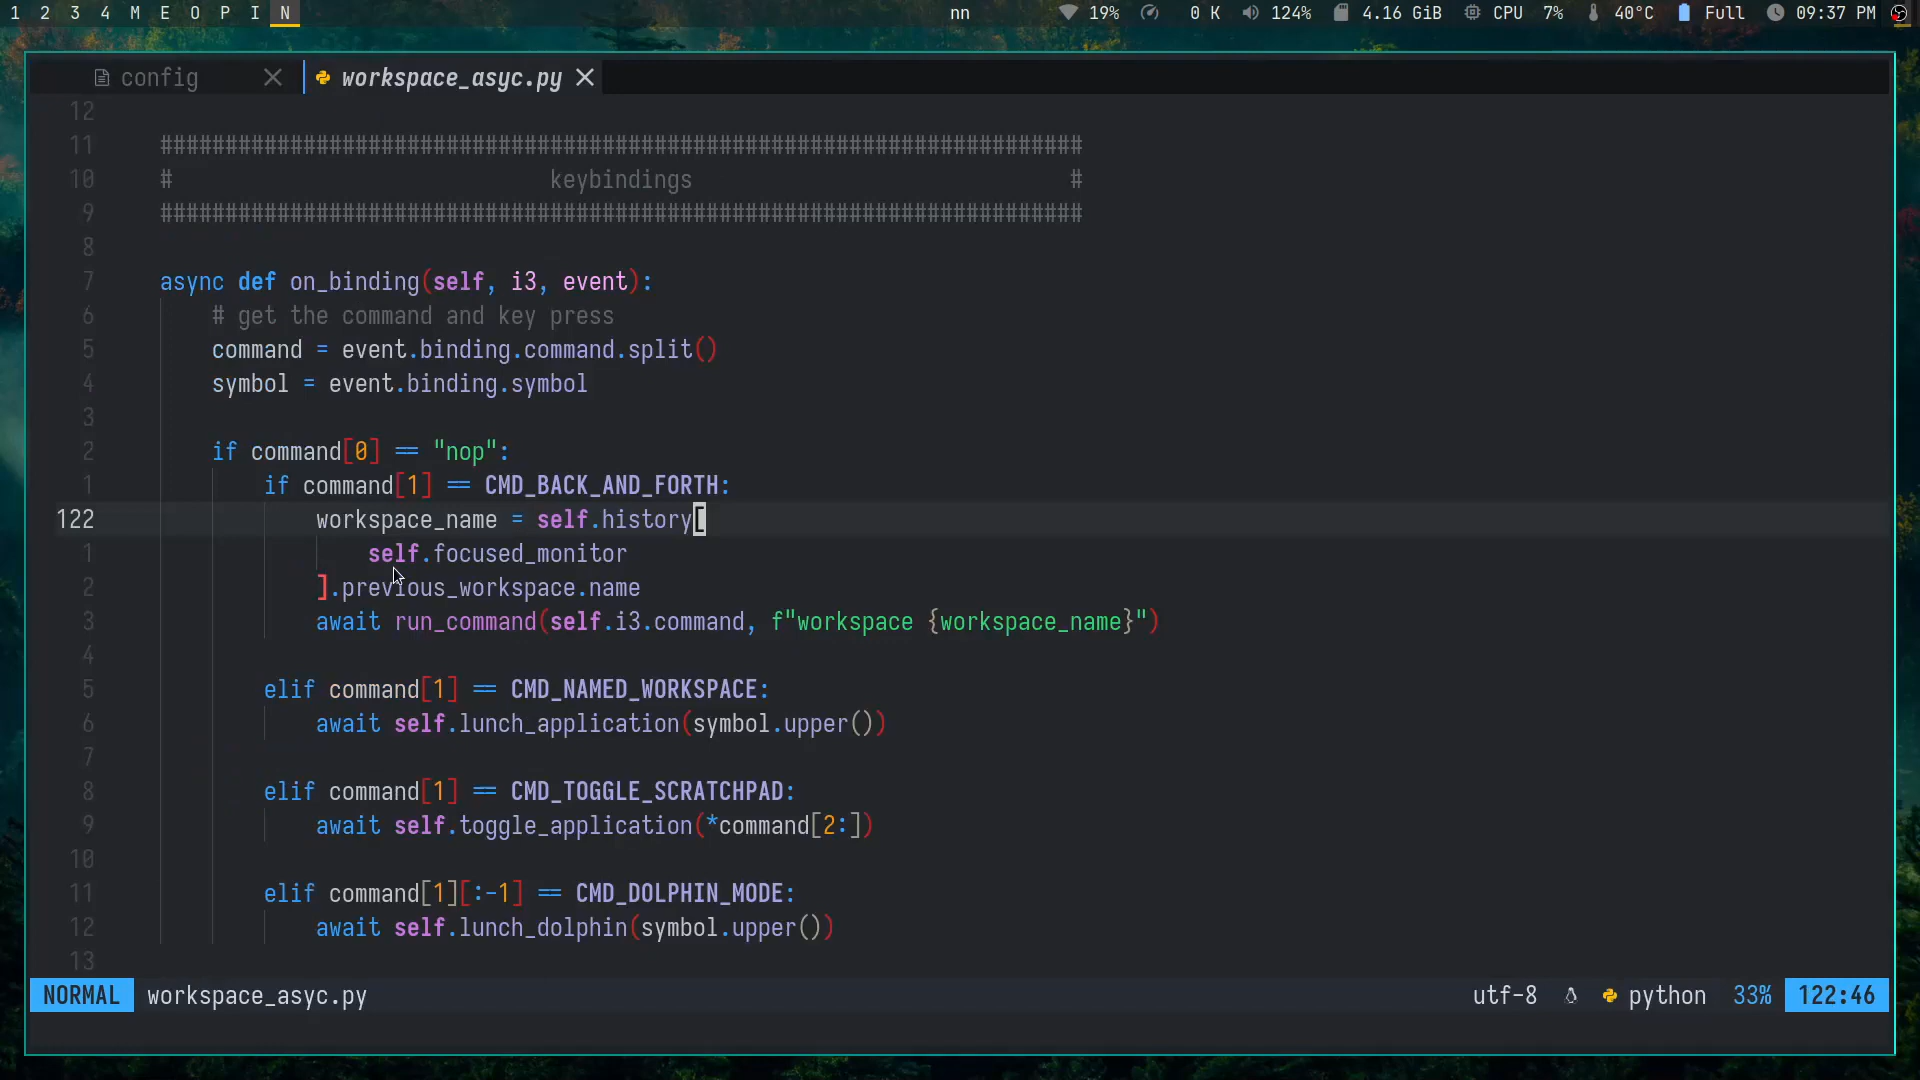 1 2 3 4 M E O P I N nn 19% 0 K 124% 4.16 GiB CPU 7% 40°C Full 09:37 PM
config workspace_asyc.py
12
11 #######################################################################
10 # keybindings #
9 #######################################################################
8
7 async def on_binding(self, i3, event):
6 # get the command and key press
5 command = event.binding.command.split()
4 symbol = event.binding.symbol
3
2 if command[0] == "nop":
1 if command[1] == CMD_BACK_AND_FORTH:
122 workspace_name = self.history[
1 self.focused_monitor
2 ].previous_workspace.name
3 await run_command(self.i3.command, f"workspace {workspace_name}")
4
5 elif command[1] == CMD_NAMED_WORKSPACE:
6 await self.lunch_application(symbol.upper())
7
8 elif command[1] == CMD_TOGGLE_SCRATCHPAD:
9 await self.toggle_application(*command[2:])
10
11 elif command[1][:-1] == CMD_DOLPHIN_MODE:
12 await self.lunch_dolphin(symbol.upper())
13
NORMAL workspace_asyc.py utf-8 python 33% 122:46